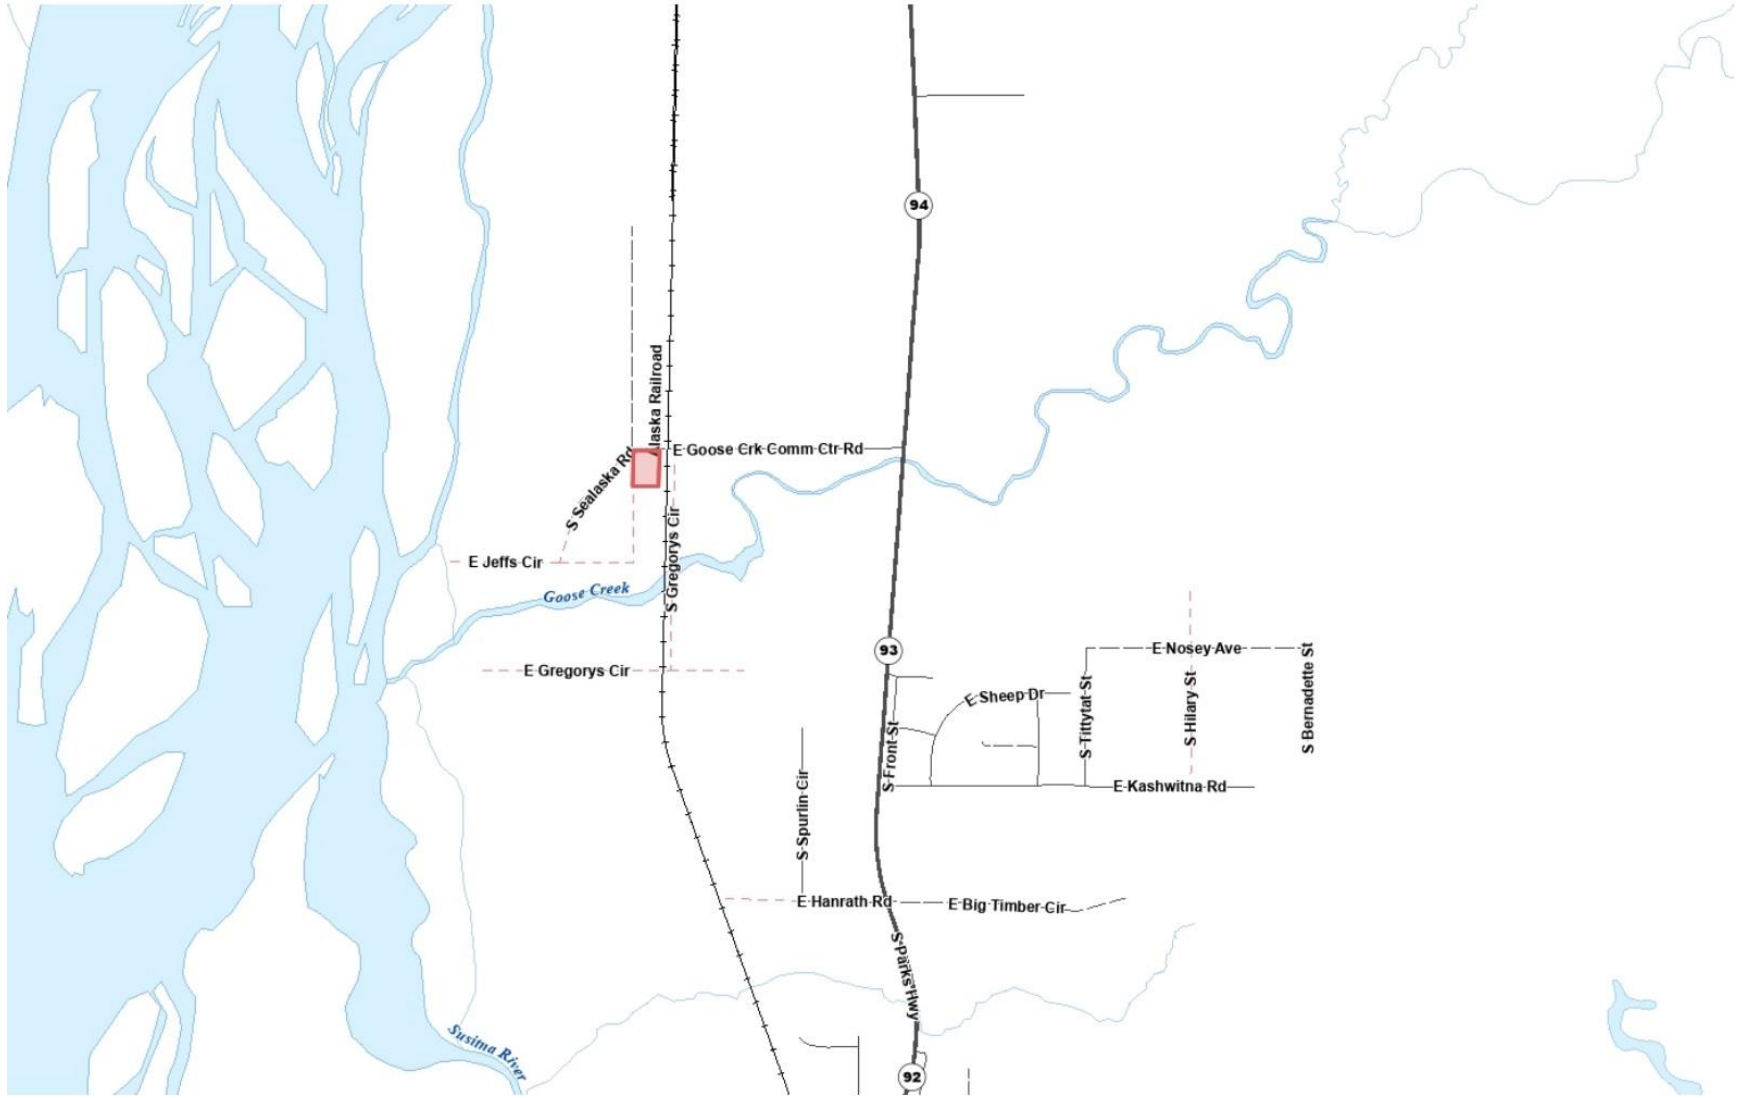 94
Alaska Railroad
E Goose Crk Comm Ctr Rd
S Sealaska Rd
S Gregorys Cir
E Jeffs Cir
Goose Creek
93
E Nosey Ave
E Gregorys Cir
E Sheep Dr
S Tittytat St
S Hilary St
S Bernadette St
S Front St
E Kashwitna Rd
S Spurlin Cir
E Hanrath Rd
E Big Timber Cir
S Parks Hwy
Susitna River
92